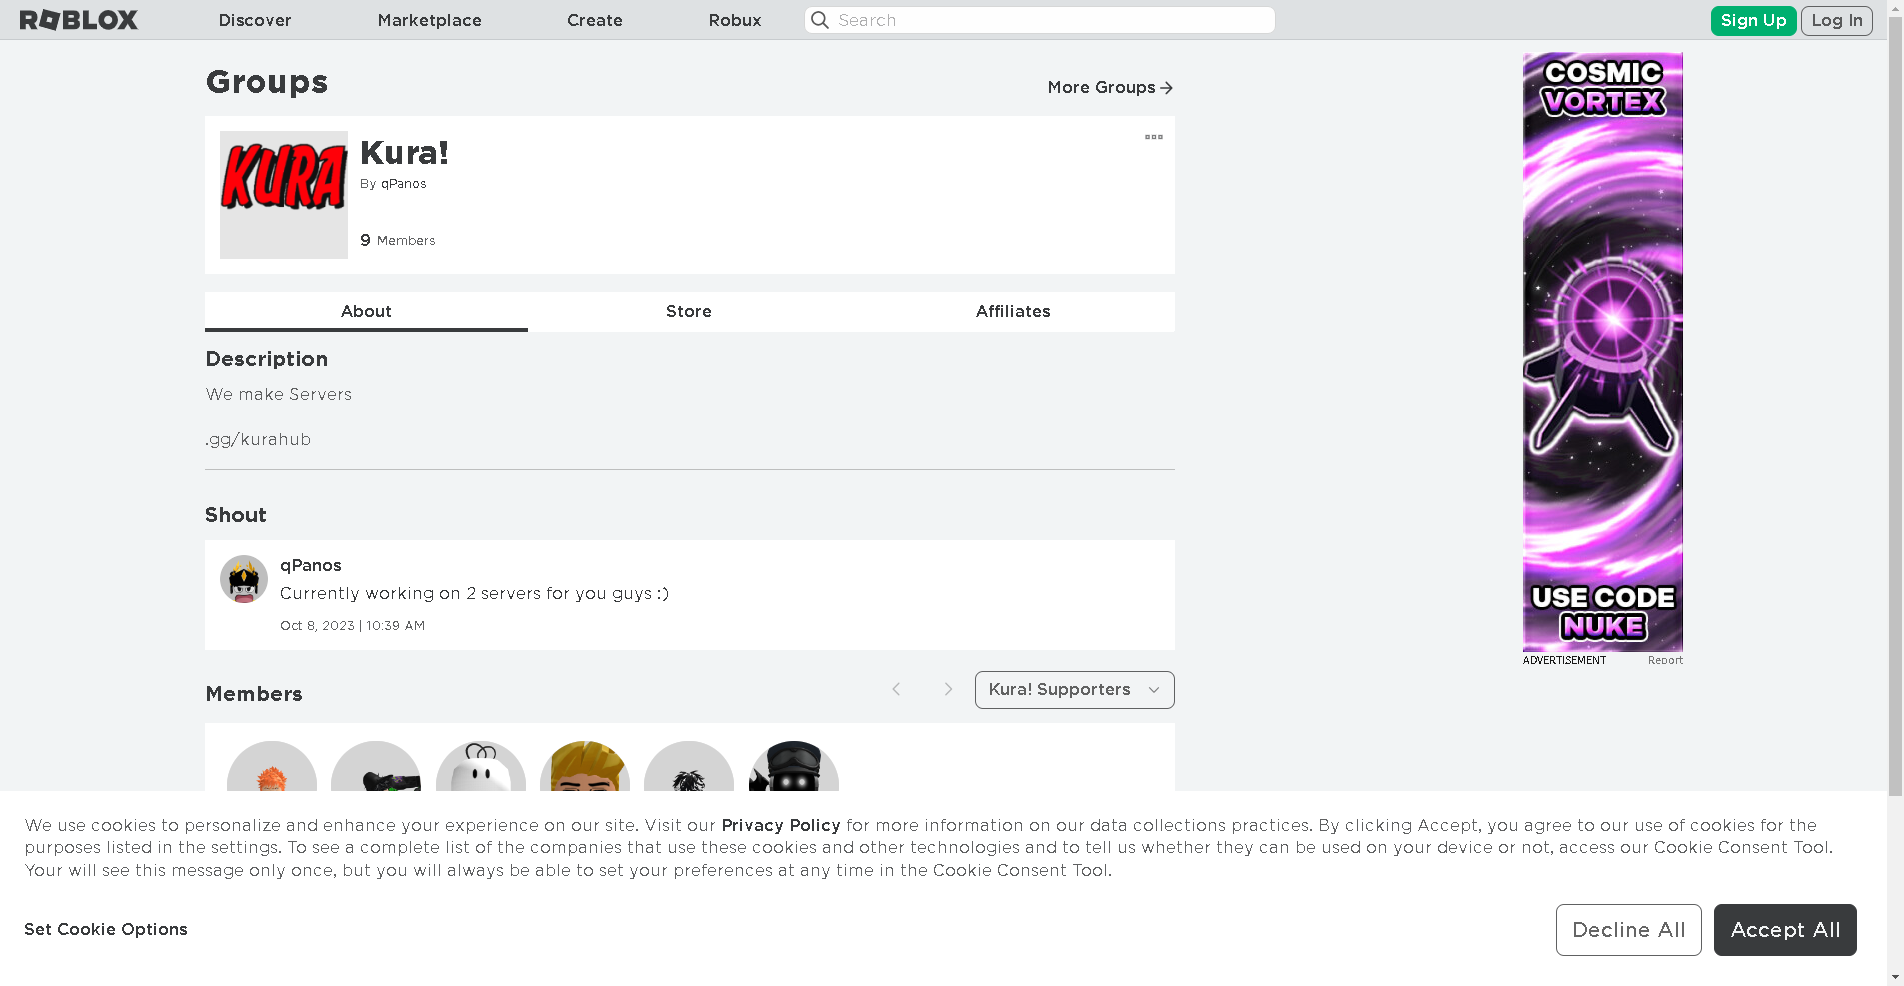 ROBLOX Discover Marketplace Create Robux Search Sign Up Log In
Groups
More Groups
KURA
Kura!
By qPanos
9 Members
About Store Affiliates
Description
We make Servers
.gg/kurahub
Shout
qPanos
Currently working on 2 servers for you guys :)
Oct 8, 2023 | 10:39 AM
Members
Kura! Supporters
COSMIC
VORTEX
USE CODE
NUKE
ADVERTISEMENT Report
We use cookies to personalize and enhance your experience on our site. Visit our Privacy Policy for more information on our data collections practices. By clicking Accept, you agree to our use of cookies for the
purposes listed in the settings. To see a complete list of the companies that use these cookies and other technologies and to tell us whether they can be used on your device or not, access our Cookie Consent Tool.
Your will see this message only once, but you will always be able to set your preferences at any time in the Cookie Consent Tool.
Set Cookie Options
Decline All
Accept All